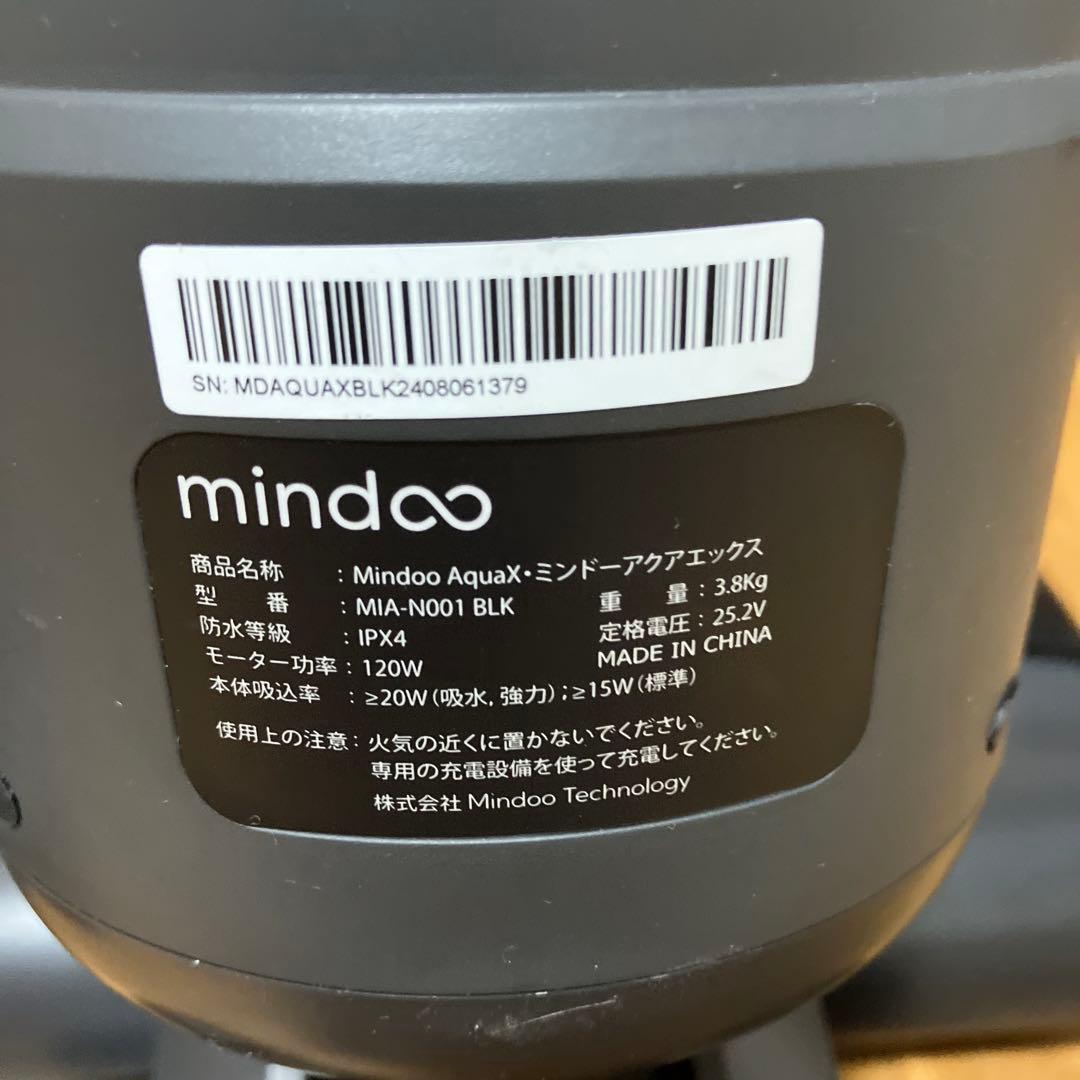 SN: MDAQUAXBLK2408061379
mindoo
商品名称 : Mindoo AquaX・ミンドーアクアエックス
型 番 : MIA-N001 BLK 重 量 : 3.8Kg
防水等級 : IPX4 定格電圧 : 25.2V
モーター功率 : 120W MADE IN CHINA
本体吸込率 : ≥20W(吸水, 強力) ; ≥15W(標準)
使用上の注意 : 火気の近くに置かないでください。
専用の充電設備を使って充電してください。
株式会社 Mindoo Technology